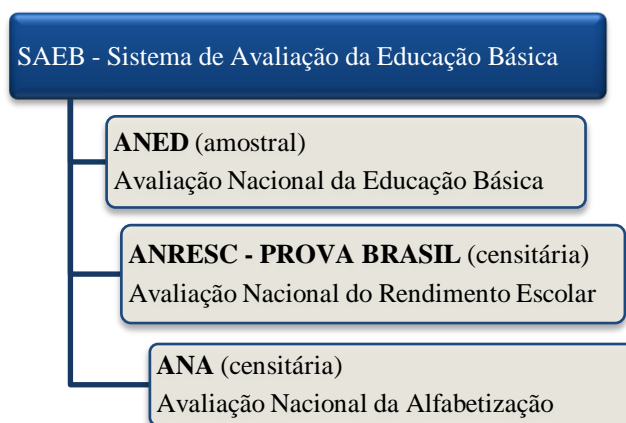 SAEB - Sistema de Avaliação da Educação Básica
ANED (amostral)
Avaliação Nacional da Educação Básica
ANRESC - PROVA BRASIL (censitária)
Avaliação Nacional do Rendimento Escolar
ANA (censitária)
Avaliação Nacional da Alfabetização